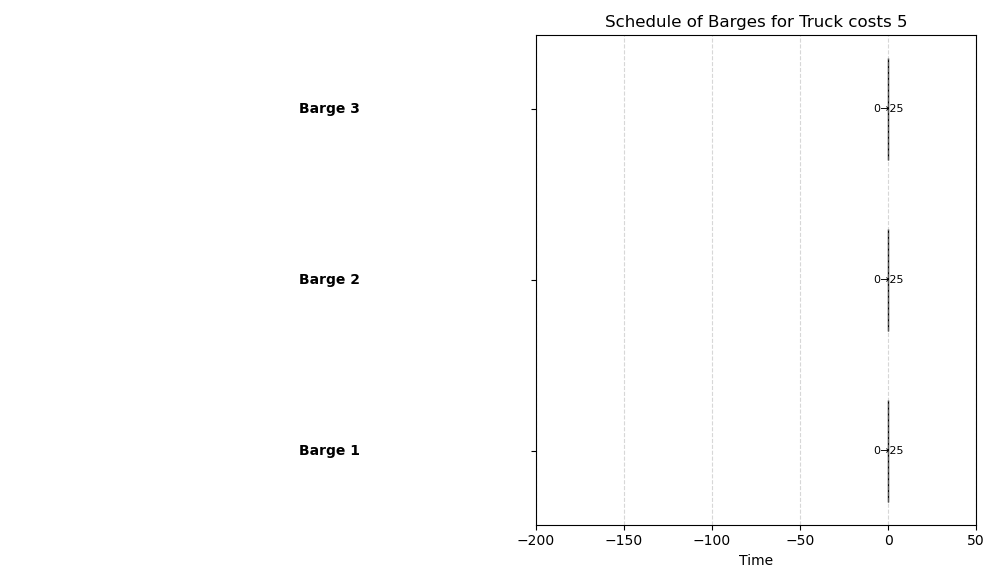 Schedule of Barges for Truck costs 5
Barge 3
0→25
Barge 2
0→25
Barge 1
0→25
−200 −150 −100 −50 0 50
Time